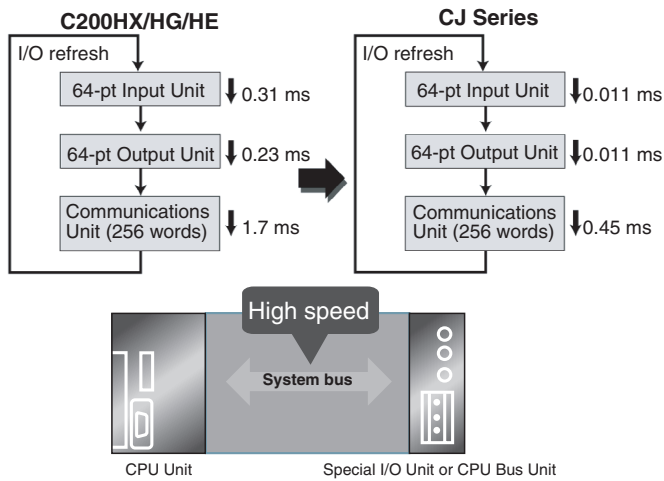 C200HX/HG/HE
I/O refresh
64-pt Input Unit
0.31 ms
64-pt Output Unit
0.23 ms
Communications
Unit (256 words)
1.7 ms
CJ Series
I/O refresh
64-pt Input Unit
0.011 ms
64-pt Output Unit
0.011 ms
Communications
Unit (256 words)
0.45 ms
High speed
System bus
CPU Unit
Special I/O Unit or CPU Bus Unit